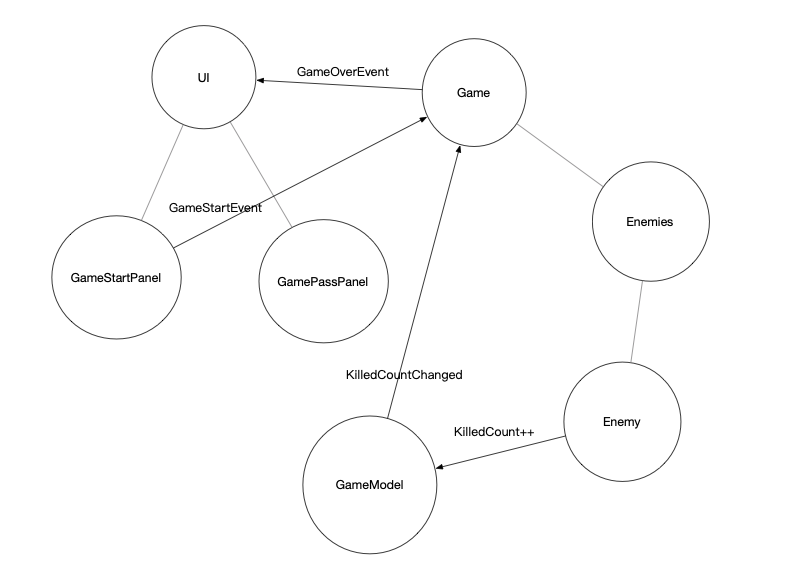 UI
GameOverEvent
Game
GameStartEvent
Enemies
GameStartPanel
GamePassPanel
KilledCountChanged
KilledCount++
Enemy
GameModel